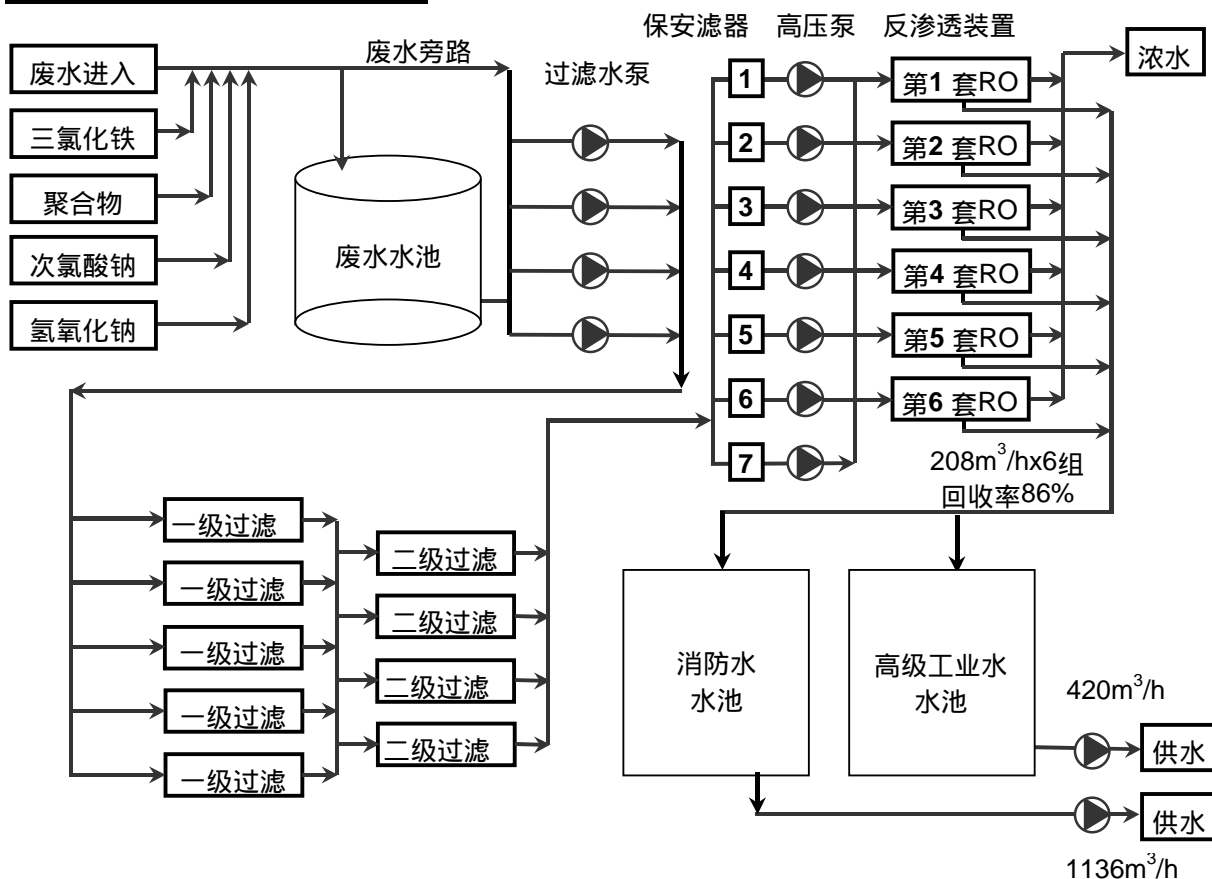 保安滤器
高压泵
反渗透装置
废水进入
废水旁路
过滤水泵
浓水
三氯化铁
聚合物
次氯酸钠
氢氧化钠
废水水池
1
2
3
4
5
6
7
第1 套RO
第2 套RO
第3 套RO
第4 套RO
第5 套RO
第6 套RO
208m³/hx6组
回收率86%
一级过滤
一级过滤
一级过滤
一级过滤
一级过滤
二级过滤
二级过滤
二级过滤
二级过滤
消防水
水池
高级工业水
水池
420m³/h
供水
供水
1136m³/h